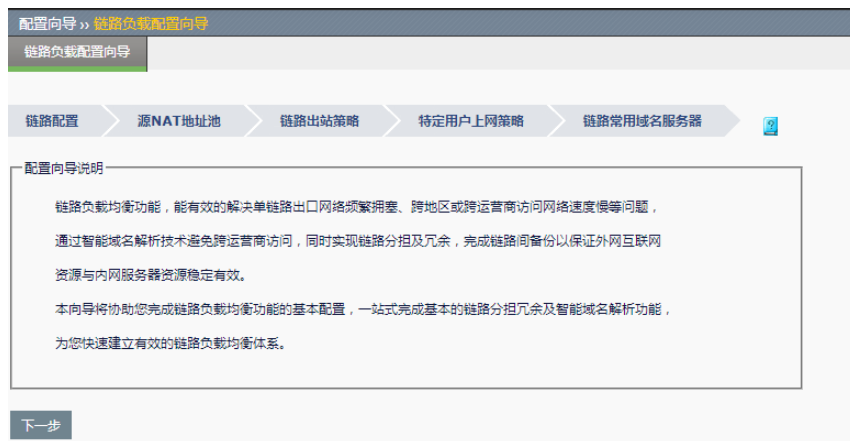 配置向导 ›› 链路负载配置向导
链路负载配置向导
链路配置 源NAT地址池 链路出站策略 特定用户上网策略 链路常用域名服务器 ?
配置向导说明
链路负载均衡功能，能有效的解决单链路出口网络频繁拥塞、跨地区或跨运营商访问网络速度慢等问题，
通过智能域名解析技术避免跨运营商访问，同时实现链路分担及冗余，完成链路间备份以保证外网互联网
资源与内网服务器资源稳定有效。
本向导将协助您完成链路负载均衡功能的基本配置，一站式完成基本的链路分担冗余及智能域名解析功能，
为您快速建立有效的链路负载均衡体系。
下一步